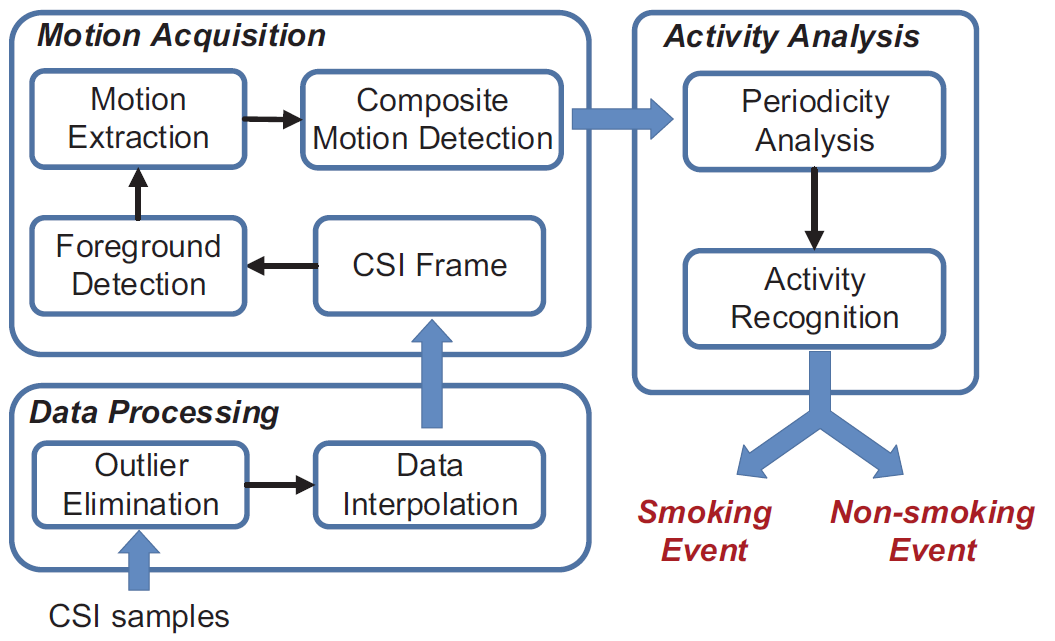 Motion Acquisition
Motion
Extraction
Composite
Motion Detection
Foreground
Detection
CSI Frame
Data Processing
Outlier
Elimination
Data
Interpolation
CSI samples
Activity Analysis
Periodicity
Analysis
Activity
Recognition
Smoking
Event
Non-smoking
Event